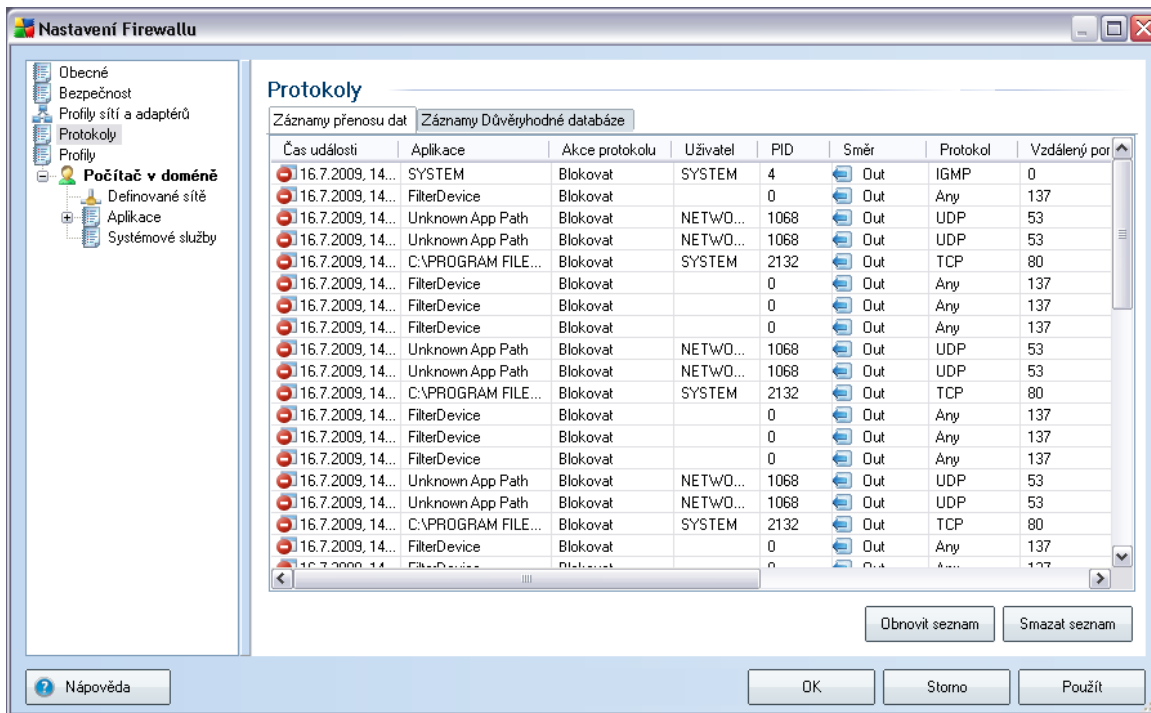 Nastavení Firewallu
Obecné
Bezpečnost
Profily sítí a adaptérů
Protokoly
Profily
Počítač v doméně
Definované sítě
Aplikace
Systémové služby
Protokoly
Záznamy přenosu dat Záznamy Důvěryhodné databáze
Čas události Aplikace Akce protokolu Uživatel PID Směr Protokol Vzdálený por
16.7.2009, 14... SYSTEM Blokovat SYSTEM 4 Out IGMP 0
16.7.2009, 14... FilterDevice Blokovat 0 Out Any 137
16.7.2009, 14... Unknown App Path Blokovat NETWO... 1068 Out UDP 53
16.7.2009, 14... Unknown App Path Blokovat NETWO... 1068 Out UDP 53
16.7.2009, 14... C:\PROGRAM FILE... Blokovat SYSTEM 2132 Out TCP 80
16.7.2009, 14... FilterDevice Blokovat 0 Out Any 137
16.7.2009, 14... FilterDevice Blokovat 0 Out Any 137
16.7.2009, 14... FilterDevice Blokovat 0 Out Any 137
16.7.2009, 14... Unknown App Path Blokovat NETWO... 1068 Out UDP 53
16.7.2009, 14... Unknown App Path Blokovat NETWO... 1068 Out UDP 53
16.7.2009, 14... C:\PROGRAM FILE... Blokovat SYSTEM 2132 Out TCP 80
16.7.2009, 14... FilterDevice Blokovat 0 Out Any 137
16.7.2009, 14... FilterDevice Blokovat 0 Out Any 137
16.7.2009, 14... FilterDevice Blokovat 0 Out Any 137
16.7.2009, 14... Unknown App Path Blokovat NETWO... 1068 Out UDP 53
16.7.2009, 14... Unknown App Path Blokovat NETWO... 1068 Out UDP 53
16.7.2009, 14... C:\PROGRAM FILE... Blokovat SYSTEM 2132 Out TCP 80
16.7.2009, 14... FilterDevice Blokovat 0 Out Any 137
Obnovit seznam Smazat seznam
Nápověda OK Storno Použít